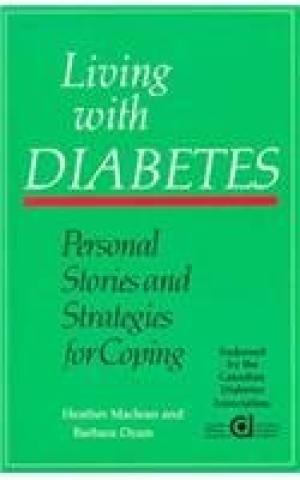 Living
with
DIABETES
Personal
Stories and
Strategies
for Coping
Endorsed
by the
Canadian
Diabetes
Association
Heather Maclean and
Barbara Oram